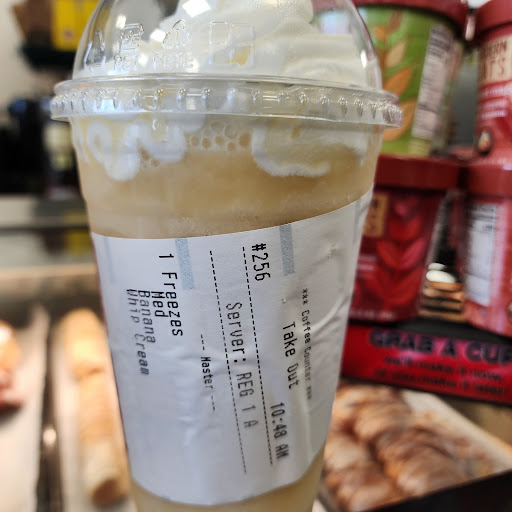 *** Coffee Counter ***
Take Out
10:48 AM
#256
Server: REG 1 A
--- Master ---
1 Freezes
Med
Banana
Whip Cream
GRAB A CUP